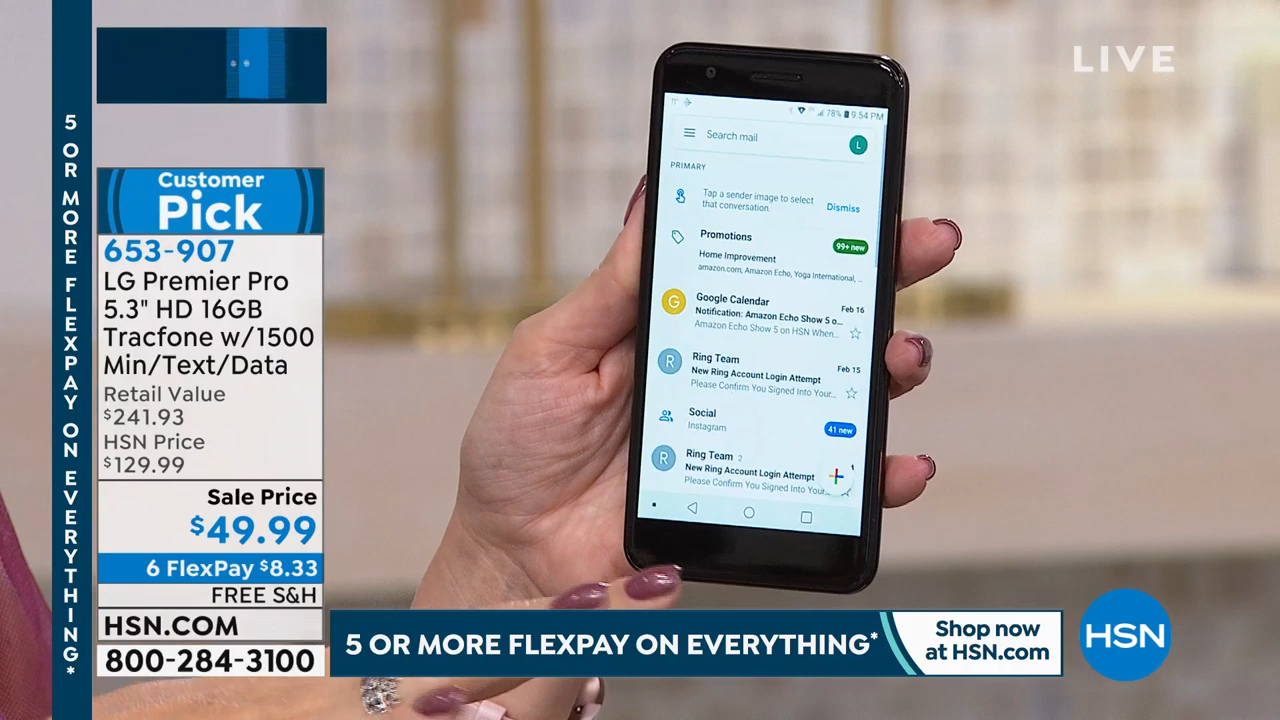 5 OR MORE FLEXPAY ON EVERYTHING*
Customer
Pick
653-907
LG Premier Pro
5.3" HD 16GB
Tracfone w/1500
Min/Text/Data
Retail Value
$241.93
HSN Price
$129.99
Sale Price
$49.99
6 FlexPay $8.33
FREE S&H
HSN.COM
800-284-3100
LIVE
78% 9:54 PM
Search mail
L
PRIMARY
Tap a sender image to select
that conversation.
Dismiss
Promotions
99+ new
Home Improvement
amazon.com, Amazon Echo, Yoga International, ...
G
Google Calendar
Feb 16
Notification: Amazon Echo Show 5 o...
Amazon Echo Show 5 on HSN When...
R
Ring Team
Feb 15
New Ring Account Login Attempt
Please Confirm You Signed Into Your...
Social
41 new
Instagram
R
Ring Team 2
New Ring Account Login Attempt
Please Confirm You Signed Into Your
5 OR MORE FLEXPAY ON EVERYTHING*
Shop now
at HSN.com
HSN